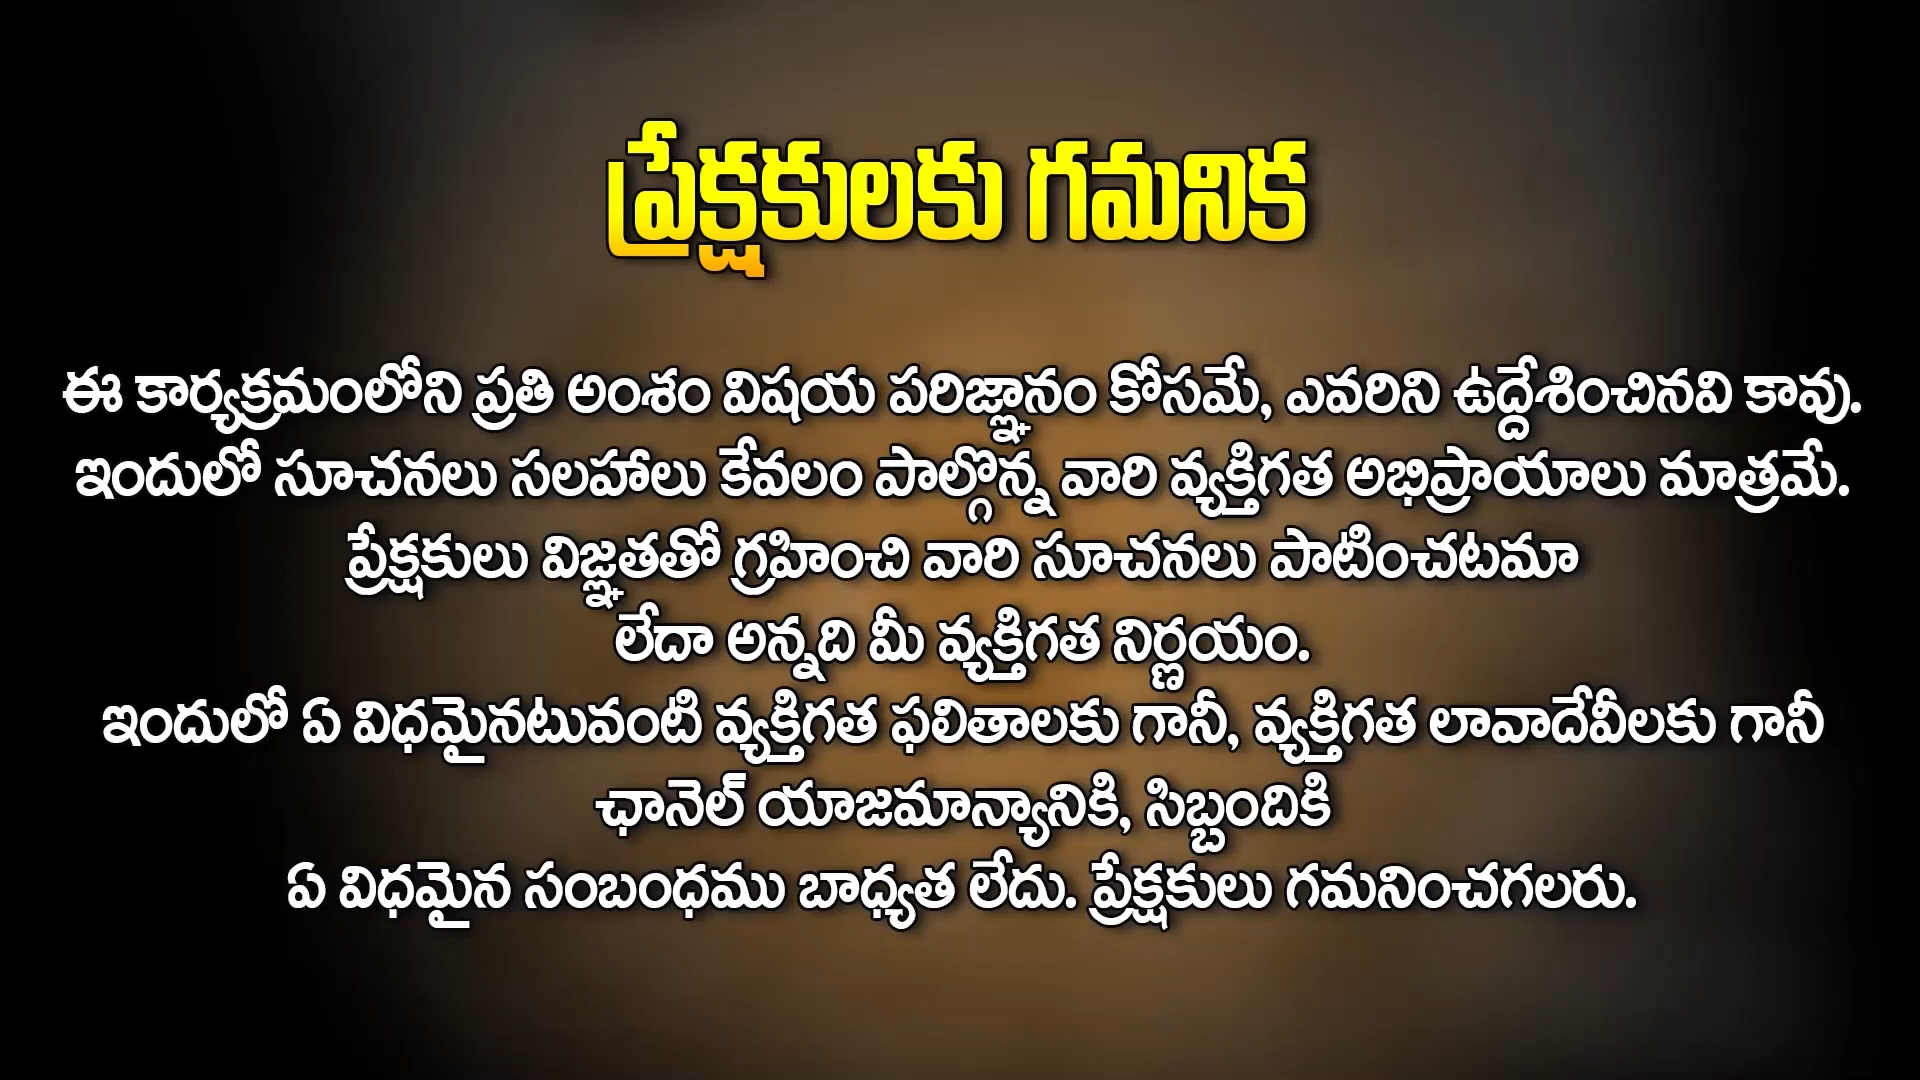 ప్రేక్షకులకు గమనిక
ఈ కార్యక్రమంలోని ప్రతి అంశం విషయ పరిజ్ఞానం కోసమే, ఎవరిని ఉద్దేశించినవి కావు.
ఇందులో సూచనలు సలహాలు కేవలం పాల్గొన్న వారి వ్యక్తిగత అభిప్రాయాలు మాత్రమే.
ప్రేక్షకులు విజ్ఞతతో గ్రహించి వారి సూచనలు పాటించటమా
లేదా అన్నది మీ వ్యక్తిగత నిర్ణయం.
ఇందులో ఏ విధమైనటువంటి వ్యక్తిగత ఫలితాలకు గానీ, వ్యక్తిగత లావాదేవీలకు గానీ
ఛానెల్ యాజమాన్యానికి, సిబ్బందికి
ఏ విధమైన సంబంధము బాధ్యత లేదు. ప్రేక్షకులు గమనించగలరు.